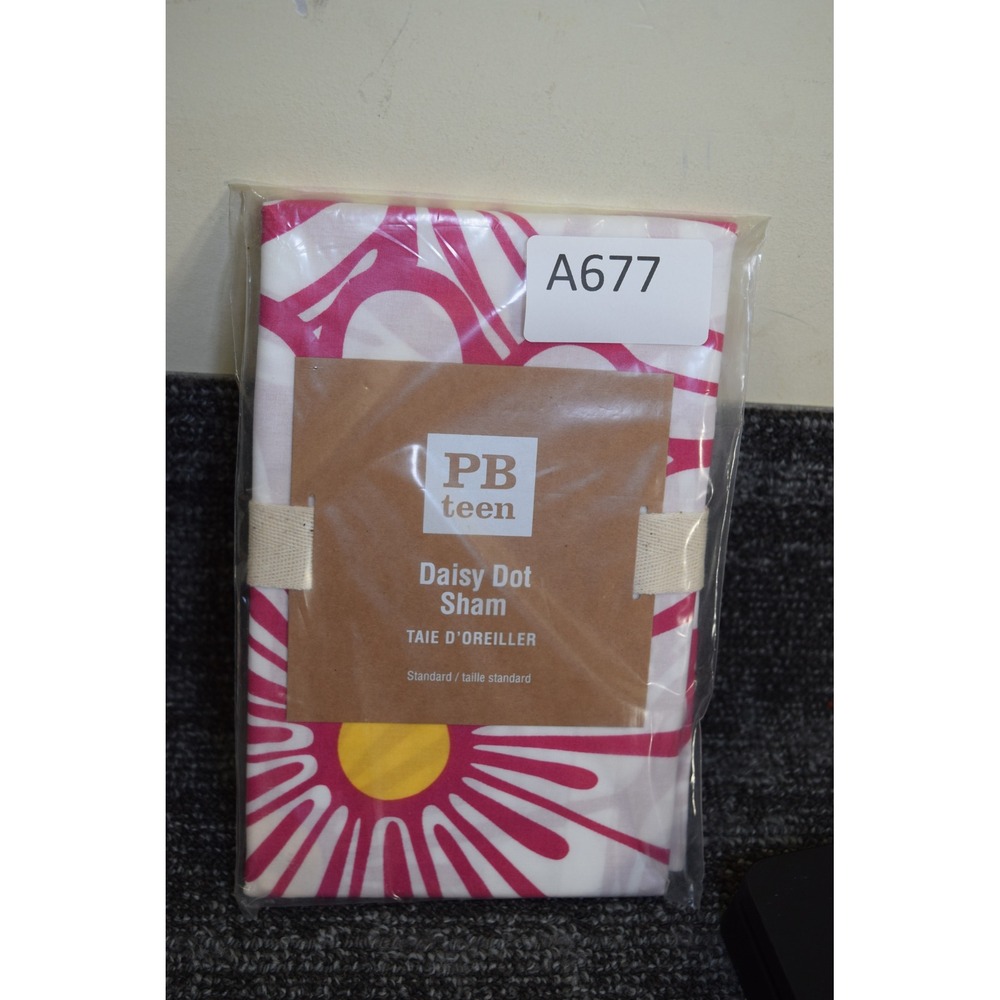 A677
PB
teen
Daisy Dot
Sham
TAIE D'OREILLER
Standard / taille standard